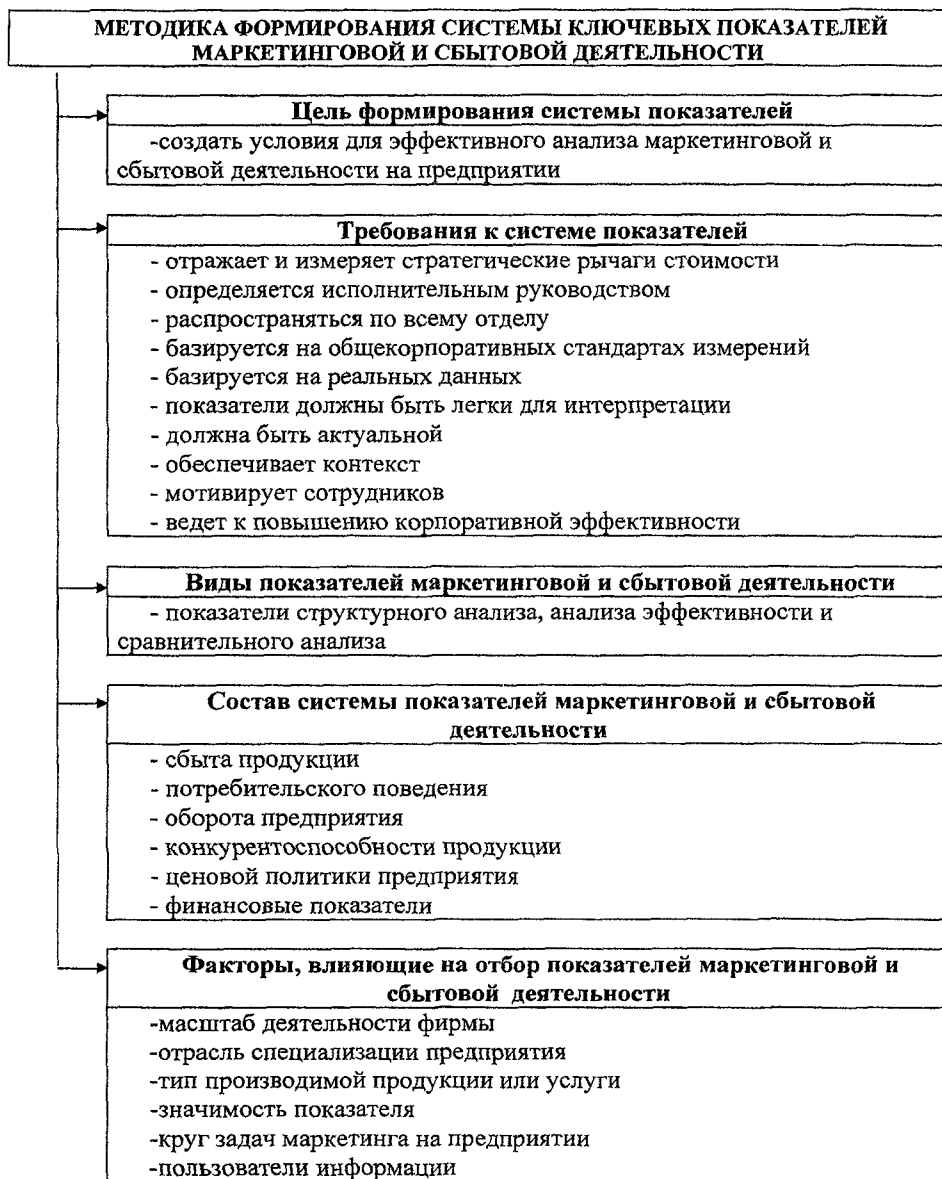 МЕТОДИКА ФОРМИРОВАНИЯ СИСТЕМЫ КЛЮЧЕВЫХ ПОКАЗАТЕЛЕЙ
МАРКЕТИНГОВОЙ И СБЫТОВОЙ ДЕЯТЕЛЬНОСТИ
Цель формирования системы показателей
-создать условия для эффективного анализа маркетинговой и
сбытовой деятельности на предприятии
Требования к системе показателей
- отражает и измеряет стратегические рычаги стоимости
- определяется исполнительным руководством
- распространяться по всему отделу
- базируется на общекорпоративных стандартах измерений
- базируется на реальных данных
- показатели должны быть легки для интерпретации
- должна быть актуальной
- обеспечивает контекст
- мотивирует сотрудников
- ведет к повышению корпоративной эффективности
Виды показателей маркетинговой и сбытовой деятельности
- показатели структурного анализа, анализа эффективности и
сравнительного анализа
Состав системы показателей маркетинговой и сбытовой
деятельности
- сбыта продукции
- потребительского поведения
- оборота предприятия
- конкурентоспособности продукции
- ценовой политики предприятия
- финансовые показатели
Факторы, влияющие на отбор показателей маркетинговой и
сбытовой деятельности
-масштаб деятельности фирмы
-отрасль специализации предприятия
-тип производимой продукции или услуги
-значимость показателя
-круг задач маркетинга на предприятии
-пользователи информации